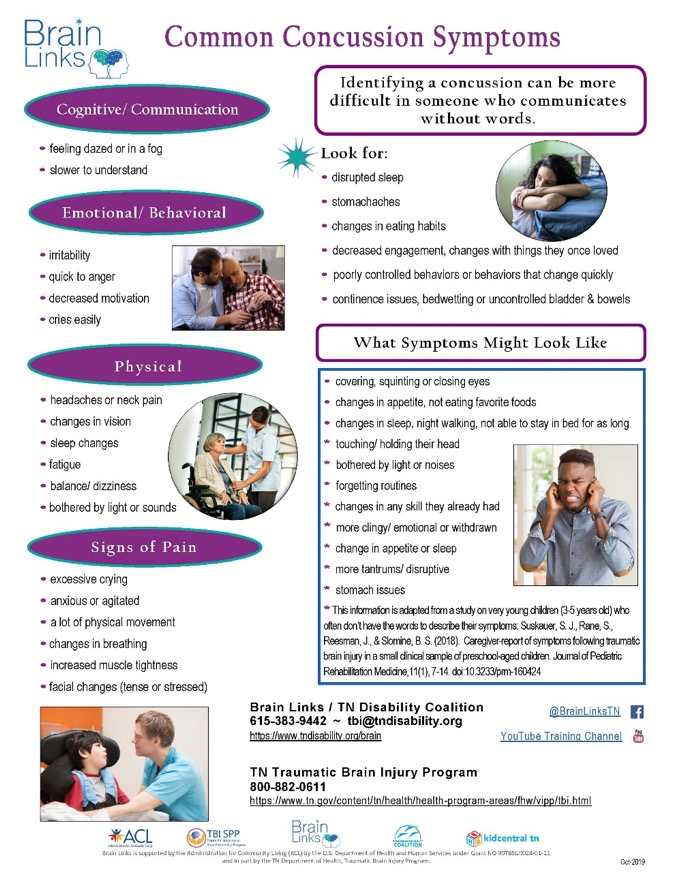 Brain
Links
Common Concussion Symptoms
Cognitive/ Communication
• feeling dazed or in a fog
• slower to understand
Emotional/ Behavioral
• irritability
• quick to anger
• decreased motivation
• cries easily
Physical
• headaches or neck pain
• changes in vision
• sleep changes
• fatigue
• balance/ dizziness
• bothered by light or sounds
Signs of Pain
• excessive crying
• anxious or agitated
• a lot of physical movement
• changes in breathing
• increased muscle tightness
• facial changes (tense or stressed)
Identifying a concussion can be more
difficult in someone who communicates
without words.
Look for:
• disrupted sleep
• stomachaches
• changes in eating habits
• decreased engagement, changes with things they once loved
• poorly controlled behaviors or behaviors that change quickly
• continence issues, bedwetting or uncontrolled bladder & bowels
What Symptoms Might Look Like
• covering, squinting or closing eyes
• changes in appetite, not eating favorite foods
• changes in sleep, night walking, not able to stay in bed for as long
* touching/ holding their head
* bothered by light or noises
* forgetting routines
* changes in any skill they already had
* more clingy/ emotional or withdrawn
* change in appetite or sleep
* more tantrums/ disruptive
* stomach issues
* This information is adapted from a study on very young children (3-5 years old) who
often don't have the words to describe their symptoms: Suskauer, S. J., Rane, S.,
Reesman, J., & Slomine, B. S. (2018). Caregiver-report of symptoms following traumatic
brain injury in a small clinical sample of preschool-aged children. Journal of Pediatric
Rehabilitation Medicine,11(1), 7-14. doi:10.3233/prm-160424
Brain Links / TN Disability Coalition
615-383-9442 ~ tbi@tndisability.org
https://www.tndisability.org/brain
@BrainLinksTN
YouTube Training Channel
TN Traumatic Brain Injury Program
800-882-0611
https://www.tn.gov/content/tn/health/health-program-areas/fhw/vipp/tbi.html
ACL
TBI SPP
Brain
Links
COALITION
kidcentral tn
Brain Links is supported by the Administration for Community Living (ACL) by the U.S. Department of Health and Human Services under Grant NO
and in part by the TN Department of Health, Traumatic Brain Injury Program.
Oct-2019